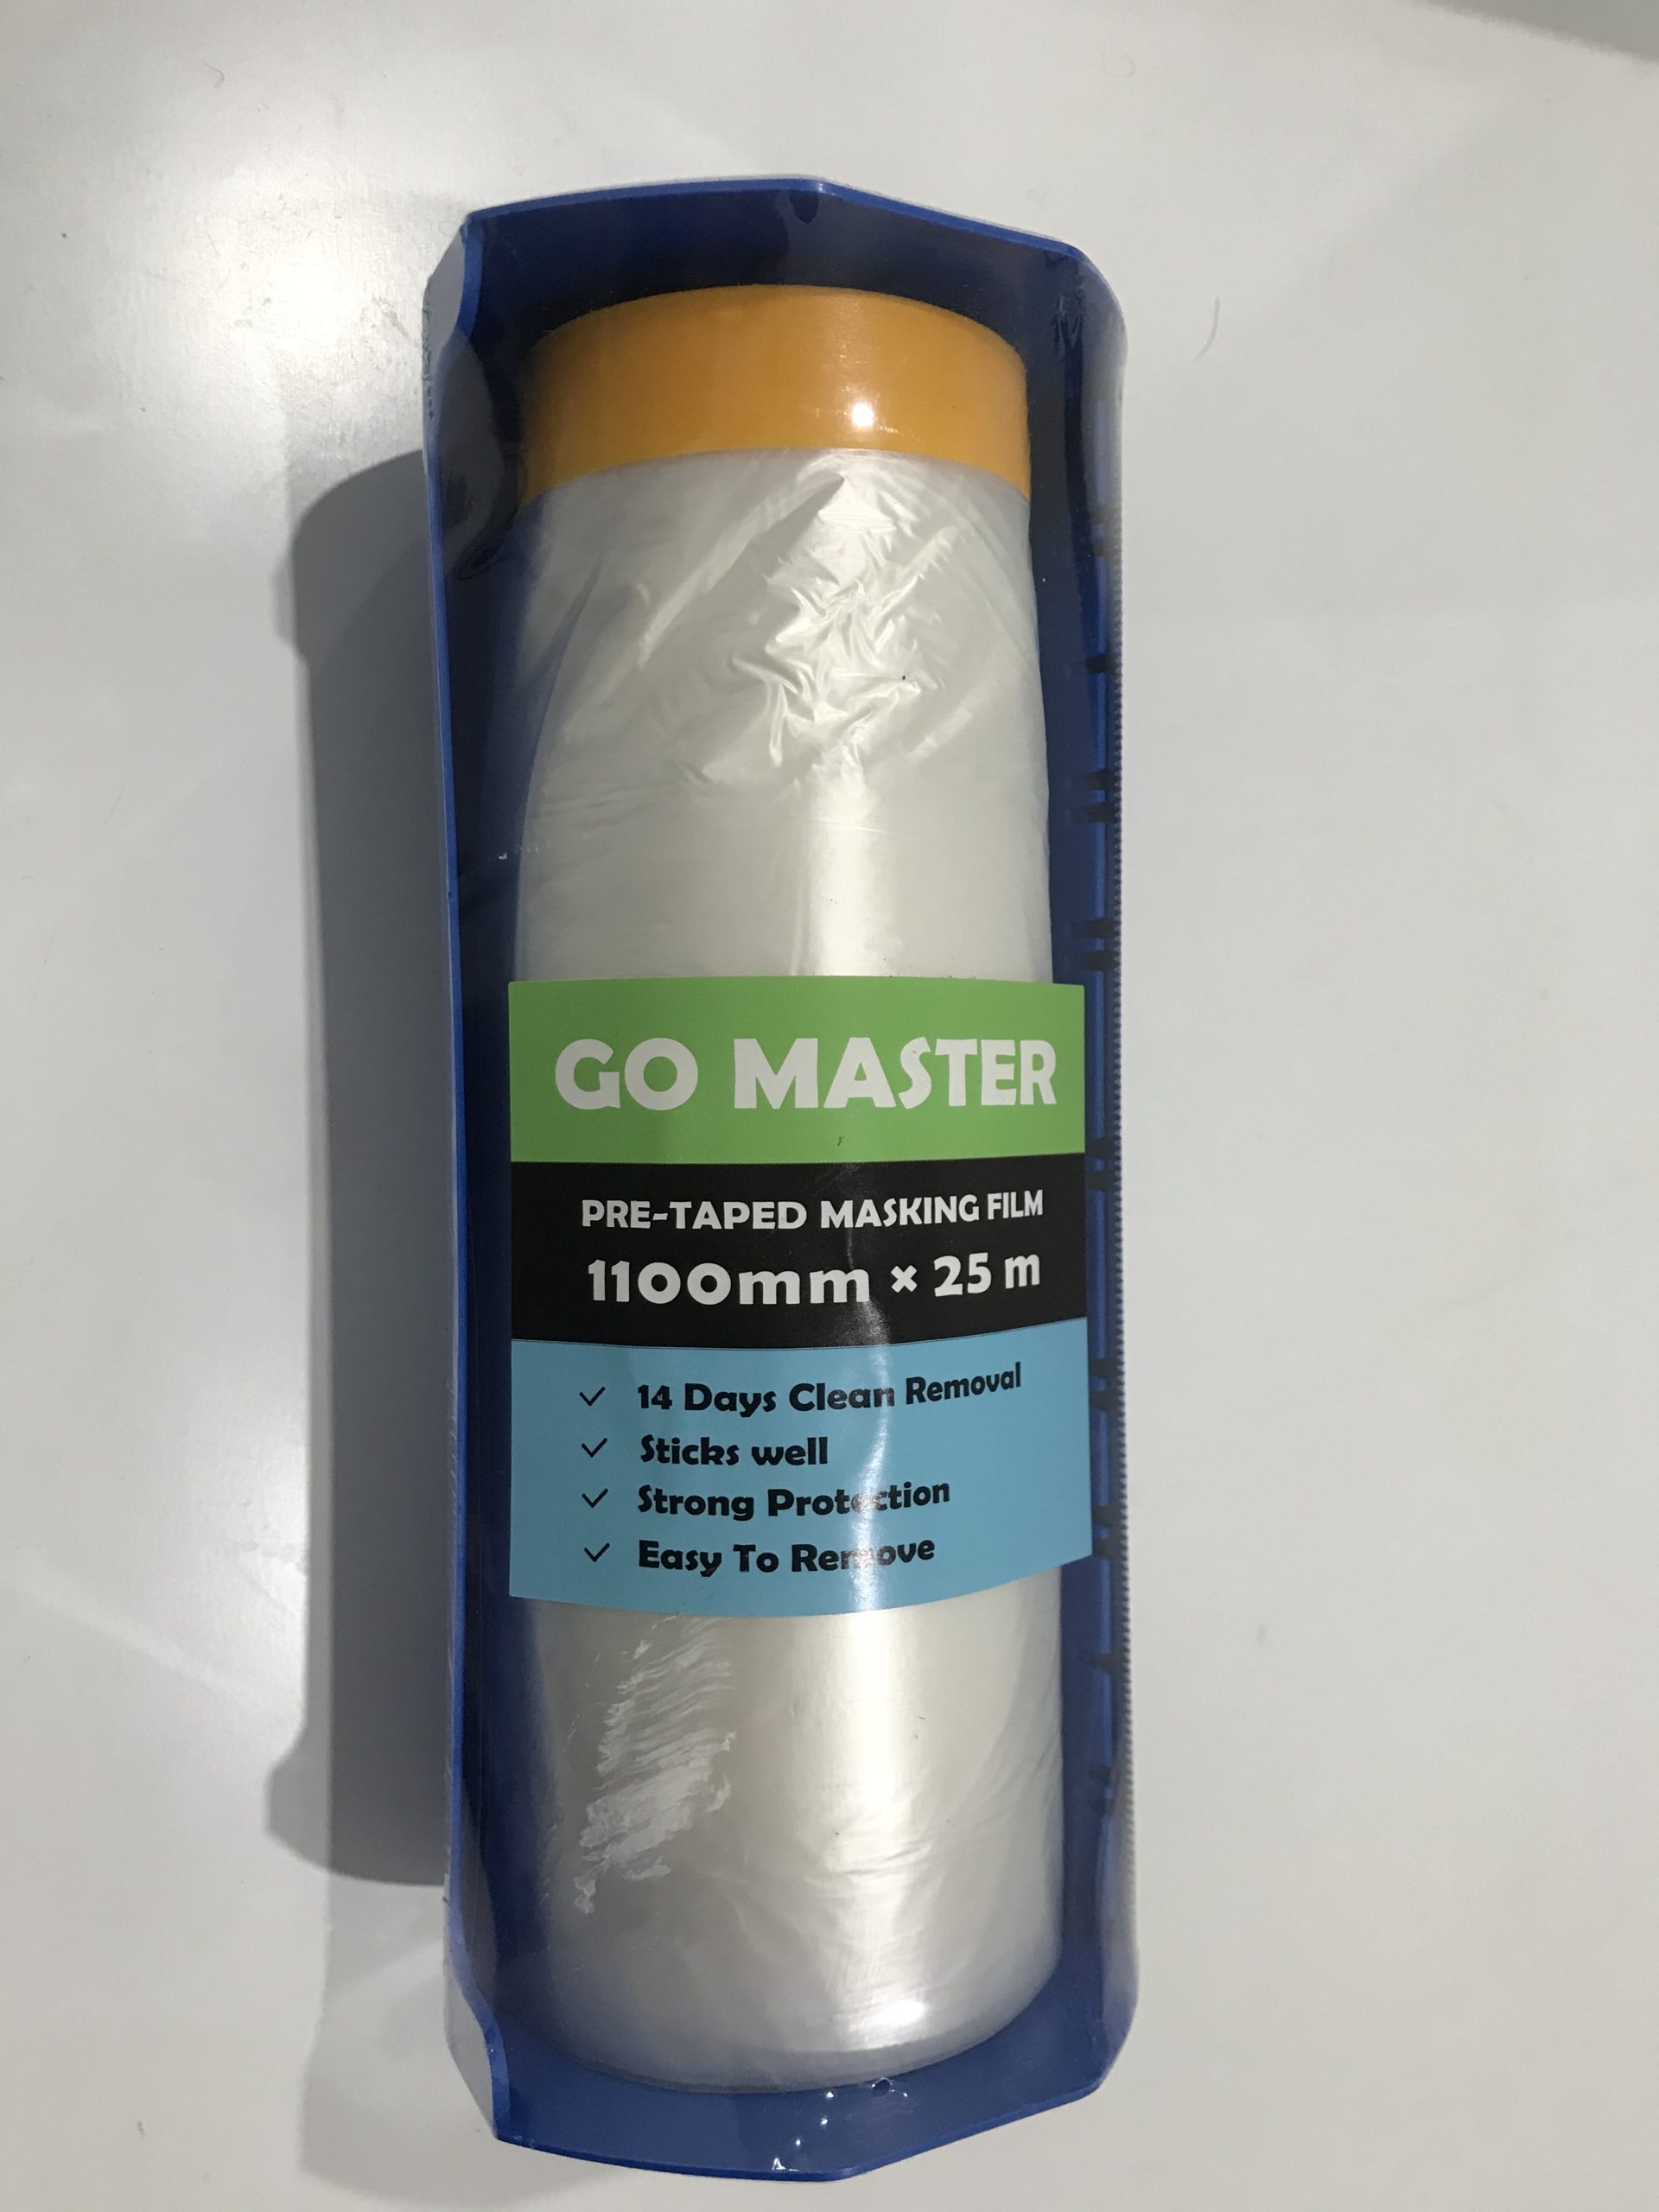 GO MASTER
PRE-TAPED MASKING FILM
1100mm × 25 m
✓ 14 Days Clean Removal
✓ Sticks well
✓ Strong Protection
✓ Easy To Remove